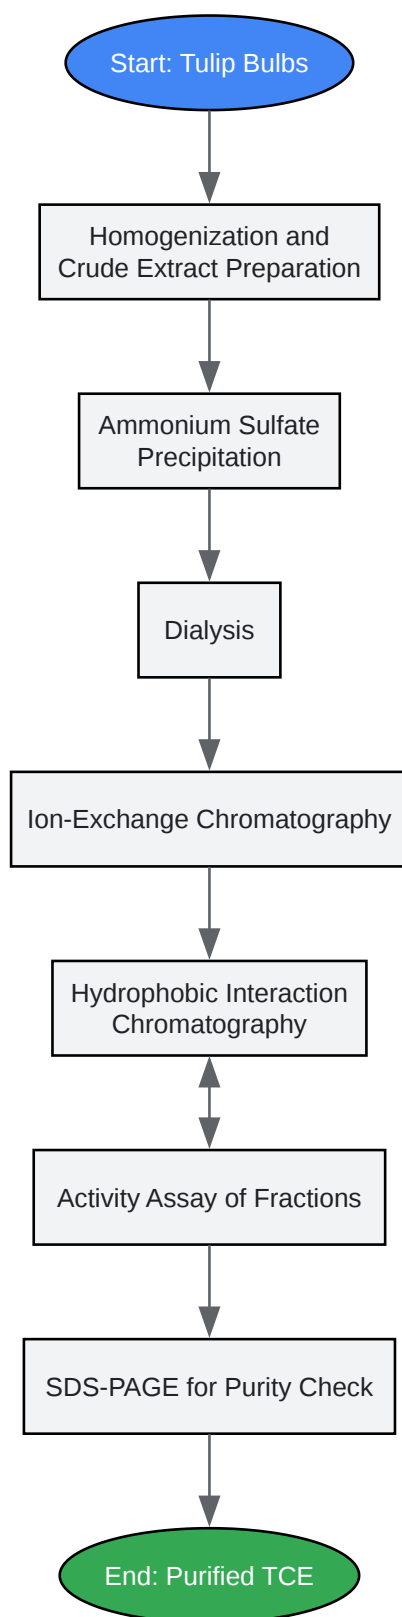 Start: Tulip Bulbs
Homogenization and
Crude Extract Preparation
Ammonium Sulfate
Precipitation
Dialysis
Ion-Exchange Chromatography
Hydrophobic Interaction
Chromatography
Activity Assay of Fractions
SDS-PAGE for Purity Check
End: Purified TCE